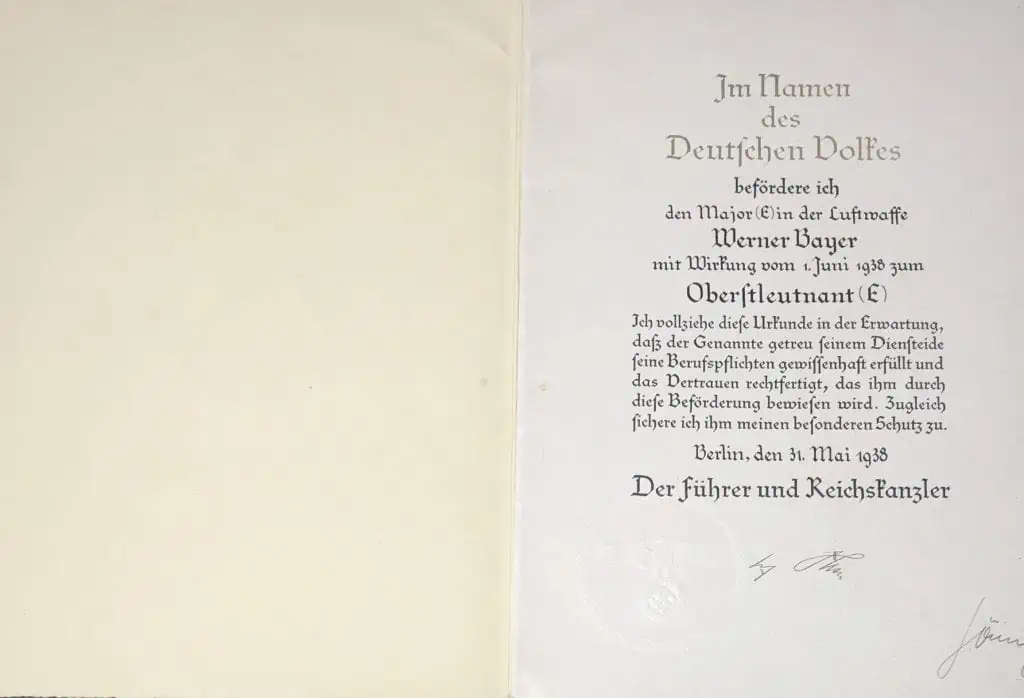 Im Namen
des
Deutschen Volkes
befördere ich
den Major (E) in der Luftwaffe
Werner Bayer
mit Wirkung vom 1. Juni 1938 zum
Oberstleutnant (E)
Ich vollziehe diese Urkunde in der Erwartung,
daß der Genannte getreu seinem Diensteide
seine Berufspflichten gewissenhaft erfüllt und
das Vertrauen rechtfertigt, das ihm durch
diese Beförderung bewiesen wird. Zugleich
sichere ich ihm meinen besonderen Schutz zu.
Berlin, den 31. Mai 1938
Der Führer und Reichskanzler